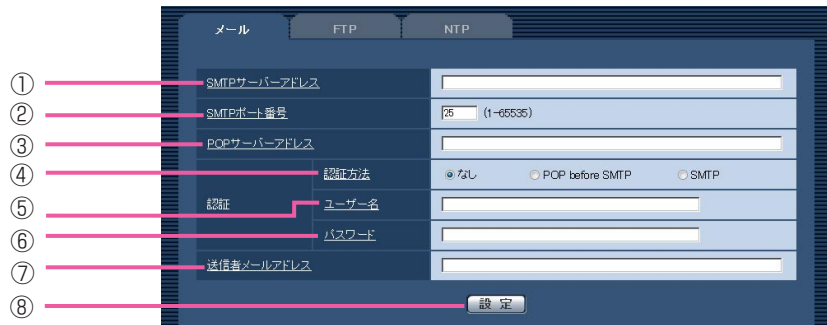 メール FTP NTP
① SMTPサーバーアドレス
② SMTPポート番号 25 (1-65535)
③ POPサーバーアドレス
④ 認証方法 なし POP before SMTP SMTP
認証
⑤ ユーザー名
⑥ パスワード
⑦ 送信者メールアドレス
⑧ 設定